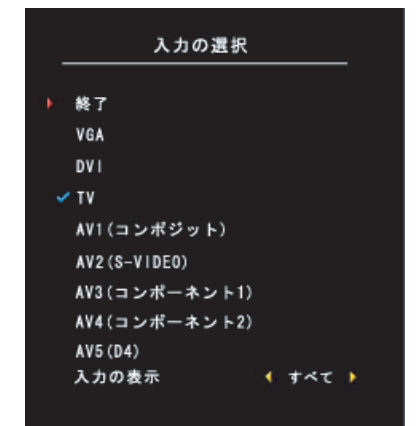 入力の選択
終了
VGA
DVI
TV
AV1(コンポジット)
AV2(S-VIDEO)
AV3(コンポーネント1)
AV4(コンポーネント2)
AV5(D4)
入力の表示 すべて